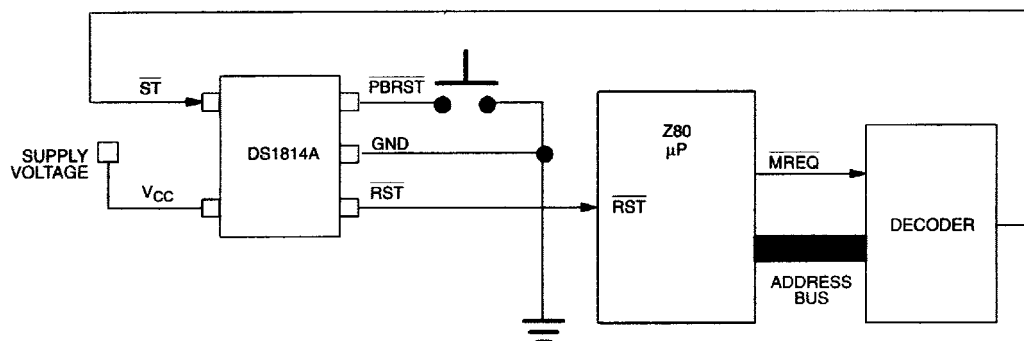 ST
PBRST
SUPPLY
VOLTAGE
DS1814A
GND
VCC
RST
Z80
μP
RST
MREQ
DECODER
ADDRESS
BUS